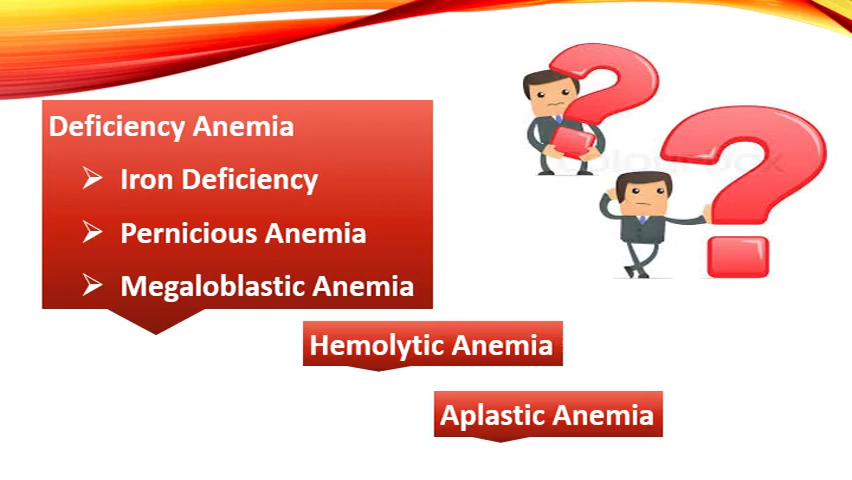 Deficiency Anemia
Iron Deficiency
Pernicious Anemia
Megaloblastic Anemia
Hemolytic Anemia
Aplastic Anemia